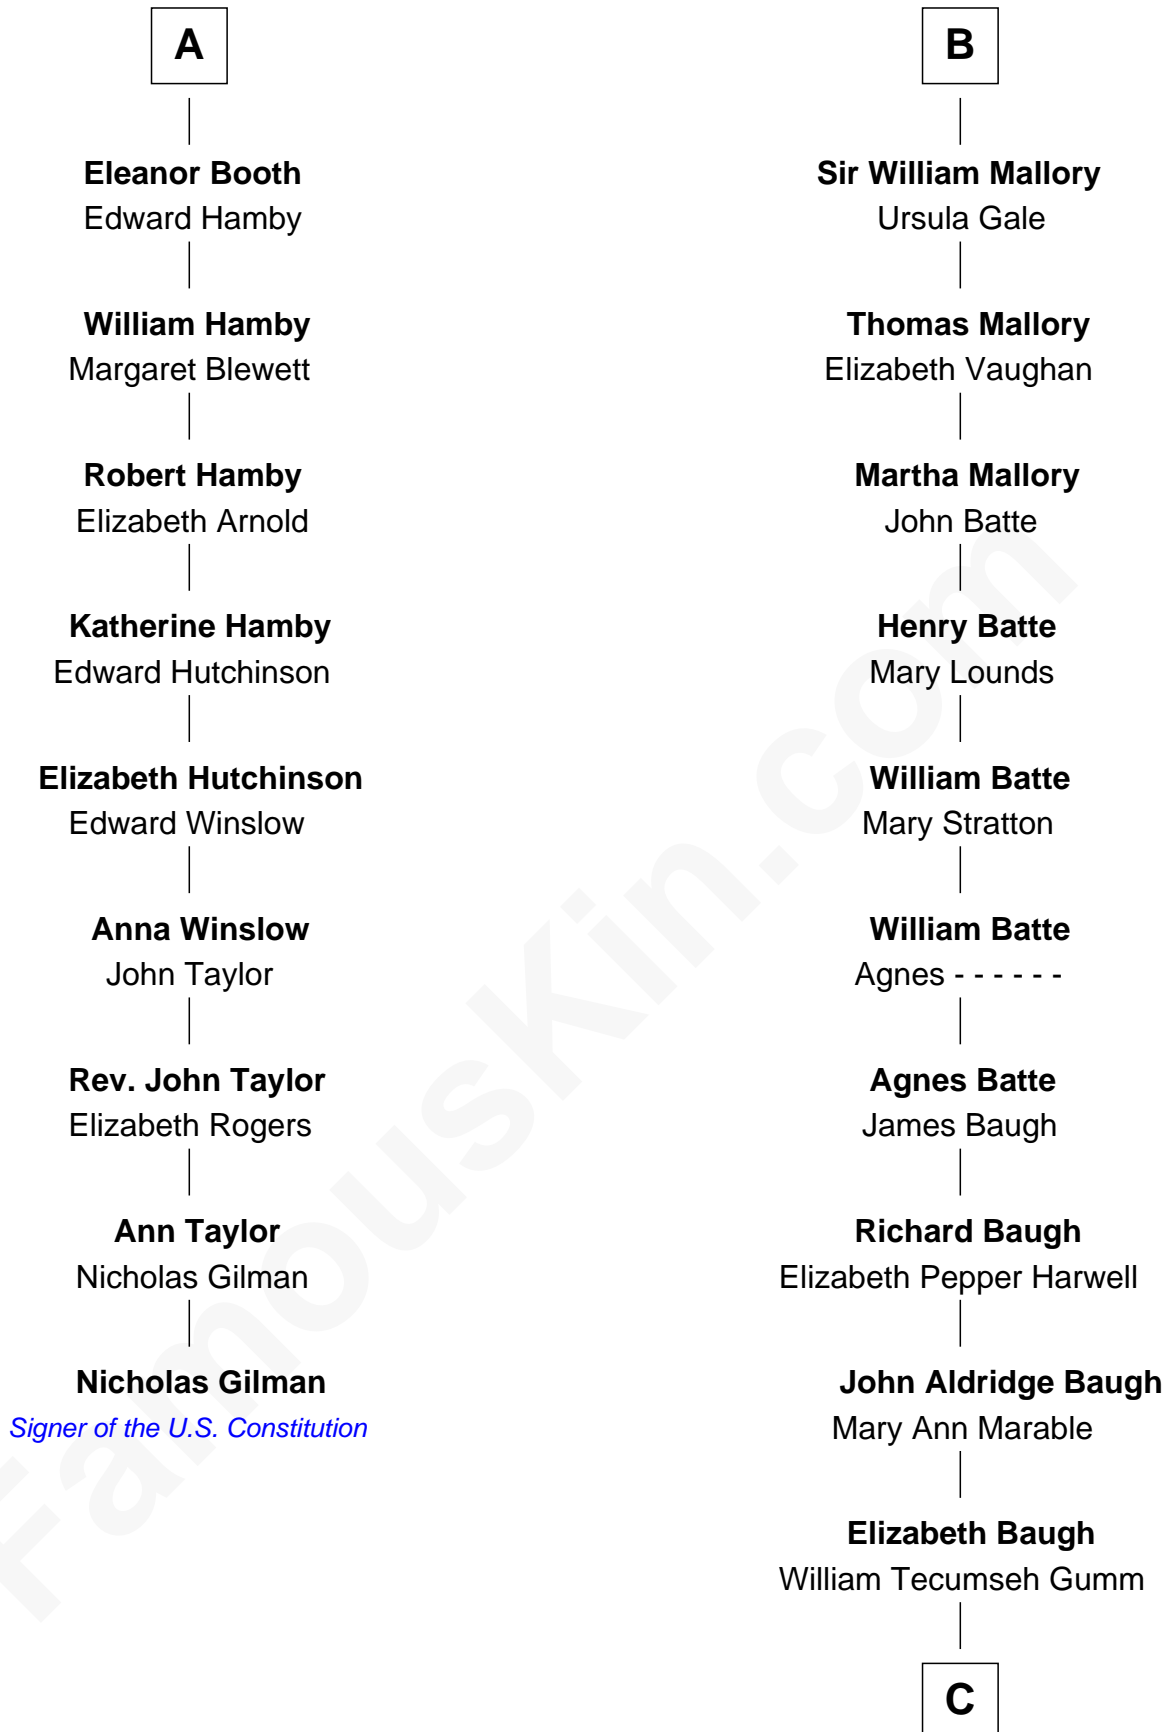 A
Eleanor Booth
Edward Hamby
William Hamby
Margaret Blewett
Robert Hamby
Elizabeth Arnold
Katherine Hamby
Edward Hutchinson
Elizabeth Hutchinson
Edward Winslow
Anna Winslow
John Taylor
Rev. John Taylor
Elizabeth Rogers
Ann Taylor
Nicholas Gilman
Nicholas Gilman
Signer of the U.S. Constitution
B
Sir William Mallory
Ursula Gale
Thomas Mallory
Elizabeth Vaughan
Martha Mallory
John Batte
Henry Batte
Mary Lounds
William Batte
Mary Stratton
William Batte
Agnes - - - - - -
Agnes Batte
James Baugh
Richard Baugh
Elizabeth Pepper Harwell
John Aldridge Baugh
Mary Ann Marable
Elizabeth Baugh
William Tecumseh Gumm
C
FamousKin.com